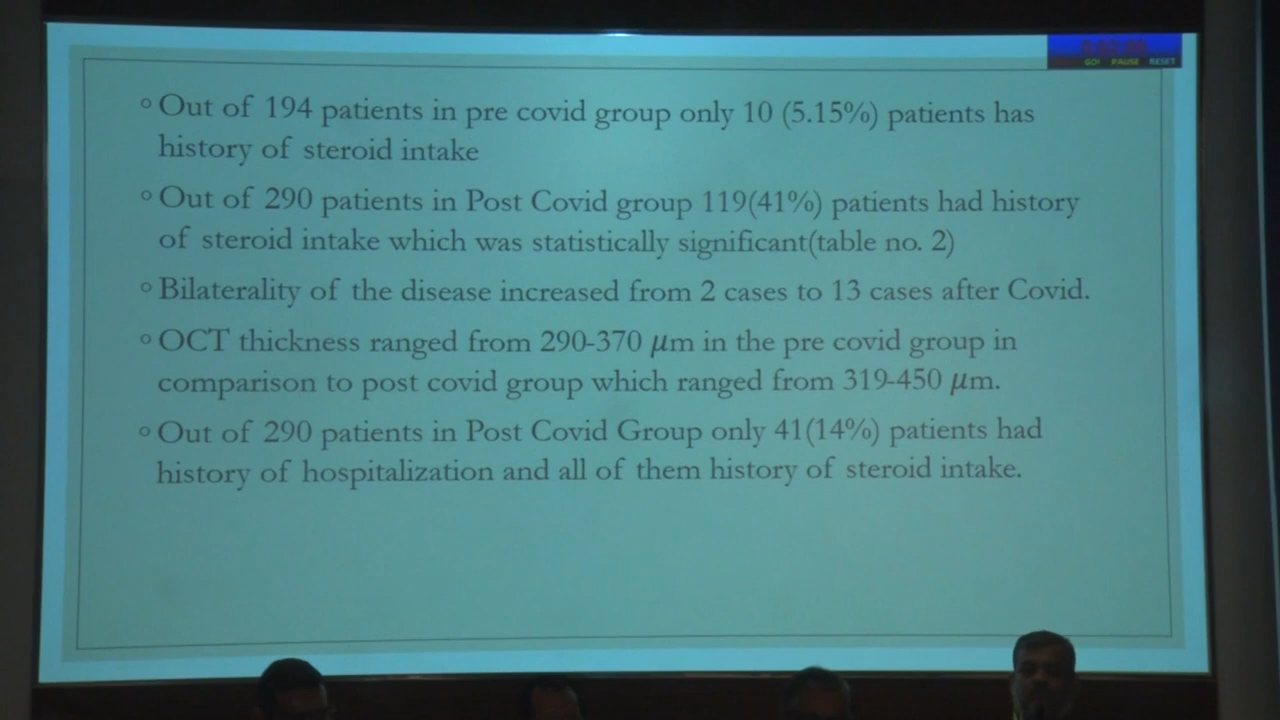 GO! PAUSE RESET
Out of 194 patients in pre covid group only 10 (5.15%) patients has
history of steroid intake
Out of 290 patients in Post Covid group 119(41%) patients had history
of steroid intake which was statistically significant(table no. 2)
Bilaterality of the disease increased from 2 cases to 13 cases after Covid.
OCT thickness ranged from 290-370 μm in the pre covid group in
comparison to post covid group which ranged from 319-450 μm.
Out of 290 patients in Post Covid Group only 41(14%) patients had
history of hospitalization and all of them history of steroid intake.